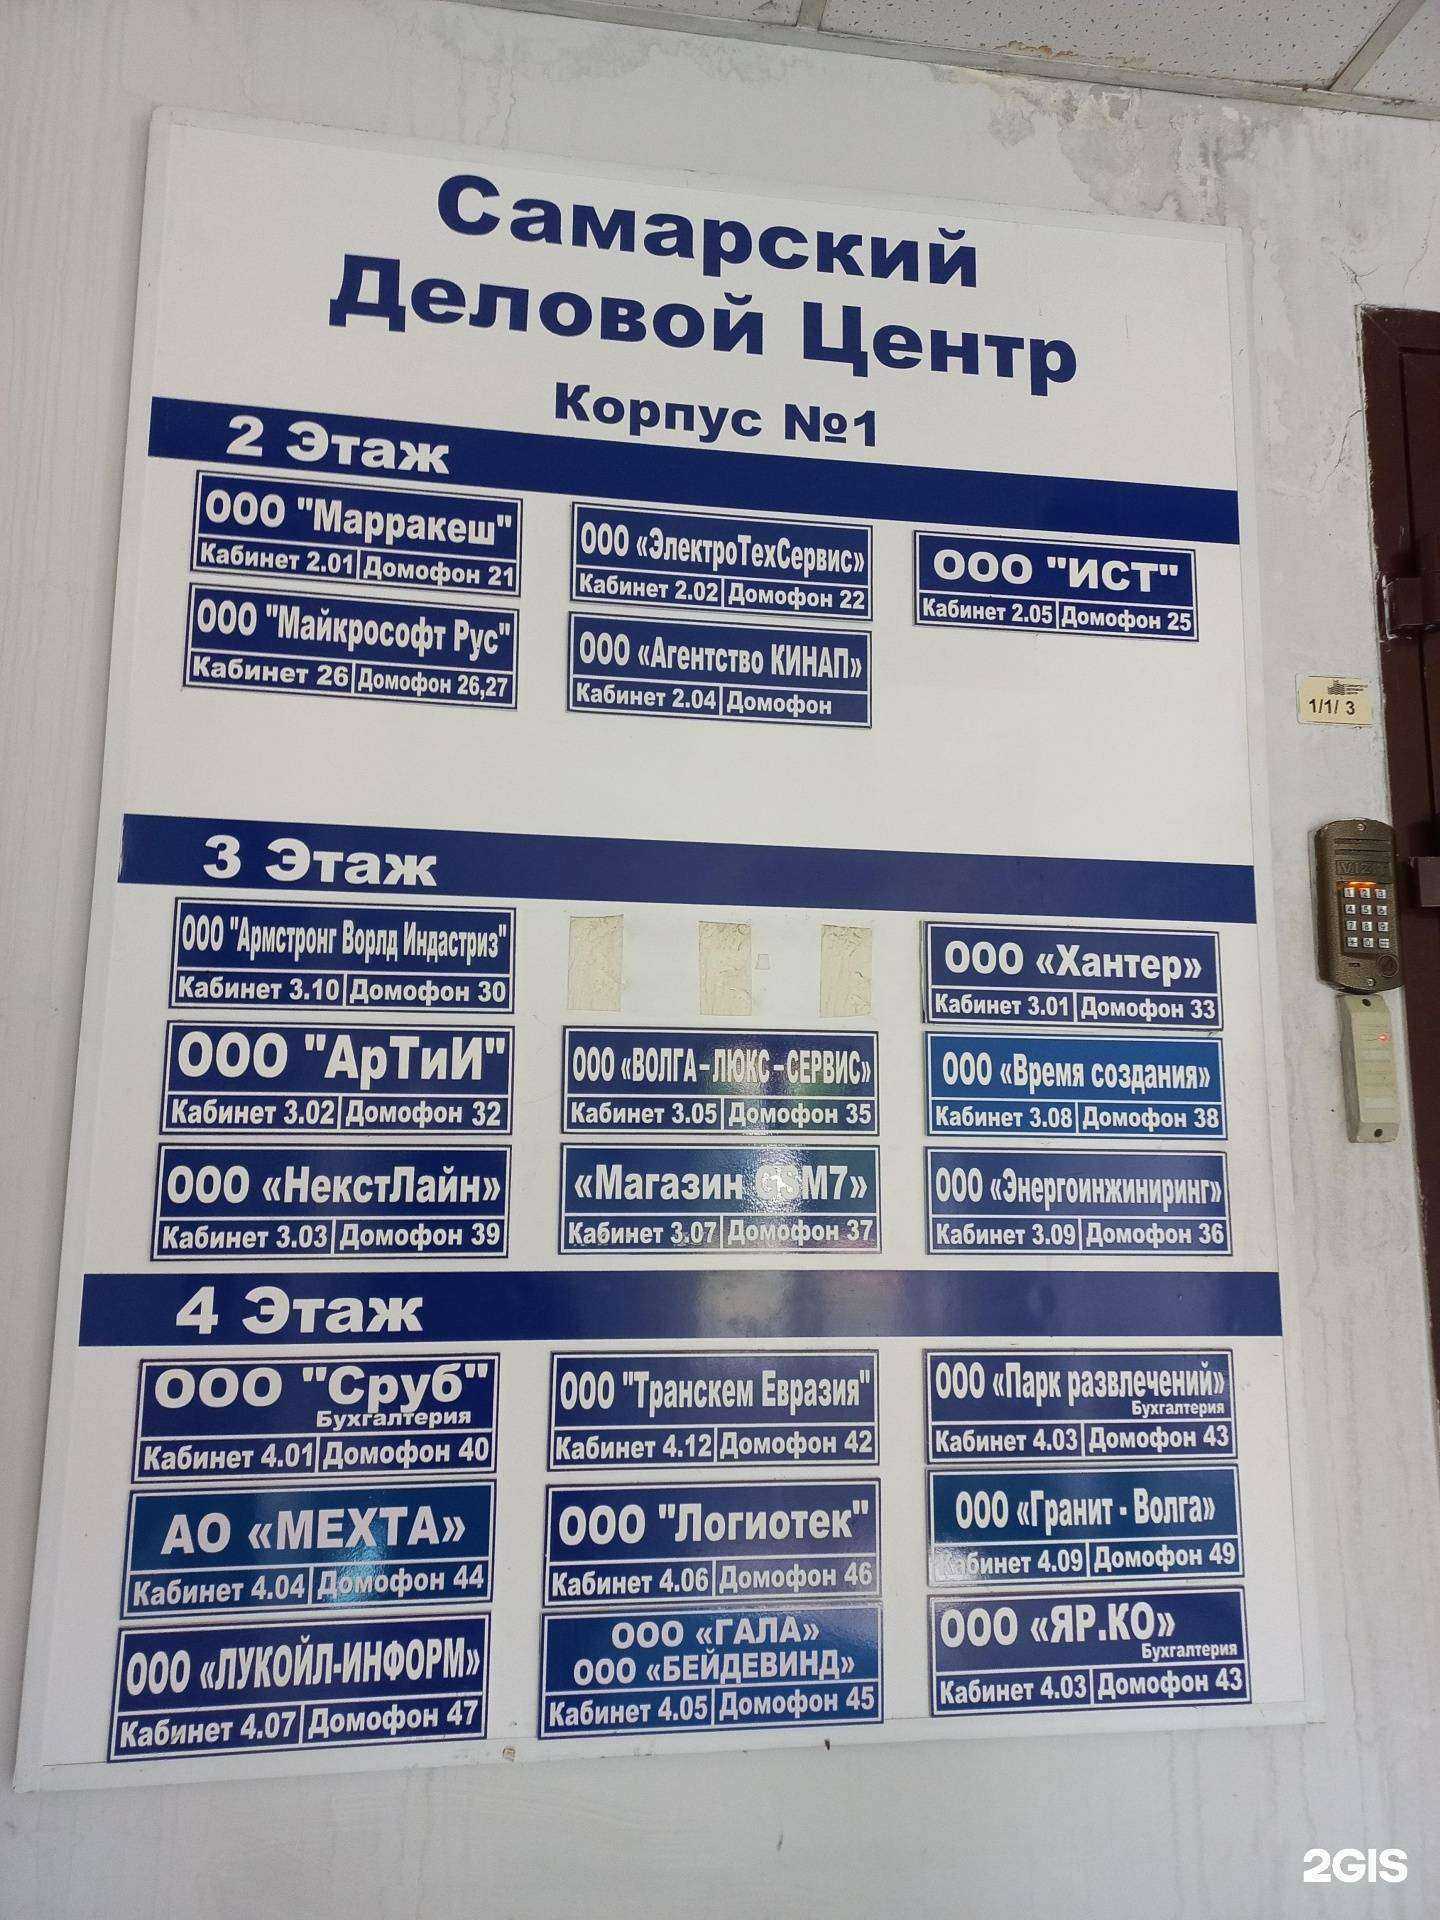 Самарский
Деловой Центр
Корпус №1
2 Этаж
ООО "Марракеш"
Кабинет 2.01 Домофон 21
ООО «ЭлектроТехСервис»
Кабинет 2.02 Домофон 22
ООО "ИСТ"
Кабинет 2.05 Домофон 25
ООО "Майкрософт Рус"
Кабинет 26 Домофон 26,27
ООО «Агентство КИНАП»
Кабинет 2.04 Домофон
1/1/ 3
3 Этаж
ООО "Армстронг Ворлд Индастриз"
Кабинет 3.10 Домофон 30
ООО «Хантер»
Кабинет 3.01 Домофон 33
ООО "АрТиИ"
Кабинет 3.02 Домофон 32
ООО «ВОЛГА-ЛЮКС-СЕРВИС»
Кабинет 3.05 Домофон 35
ООО «Время создания»
Кабинет 3.08 Домофон 38
ООО «НекстЛайн»
Кабинет 3.03 Домофон 39
«Магазин GSM7»
Кабинет 3.07 Домофон 37
ООО «Энергоинжиниринг»
Кабинет 3.09 Домофон 36
4 Этаж
ООО "Сруб"
Бухгалтерия
Кабинет 4.01 Домофон 40
ООО "Транскем Евразия"
Кабинет 4.12 Домофон 42
ООО «Парк развлечений»
Бухгалтерия
Кабинет 4.03 Домофон 43
АО «МЕХТА»
Кабинет 4.04 Домофон 44
ООО "Логиотек"
Кабинет 4.06 Домофон 46
ООО «Гранит - Волга»
Кабинет 4.09 Домофон 49
ООО «ЛУКОЙЛ-ИНФОРМ»
Кабинет 4.07 Домофон 47
ООО «ГАЛА»
ООО «БЕЙДЕВИНД»
Кабинет 4.05 Домофон 45
ООО «ЯР.КО»
Бухгалтерия
Кабинет 4.03 Домофон 43
2GIS